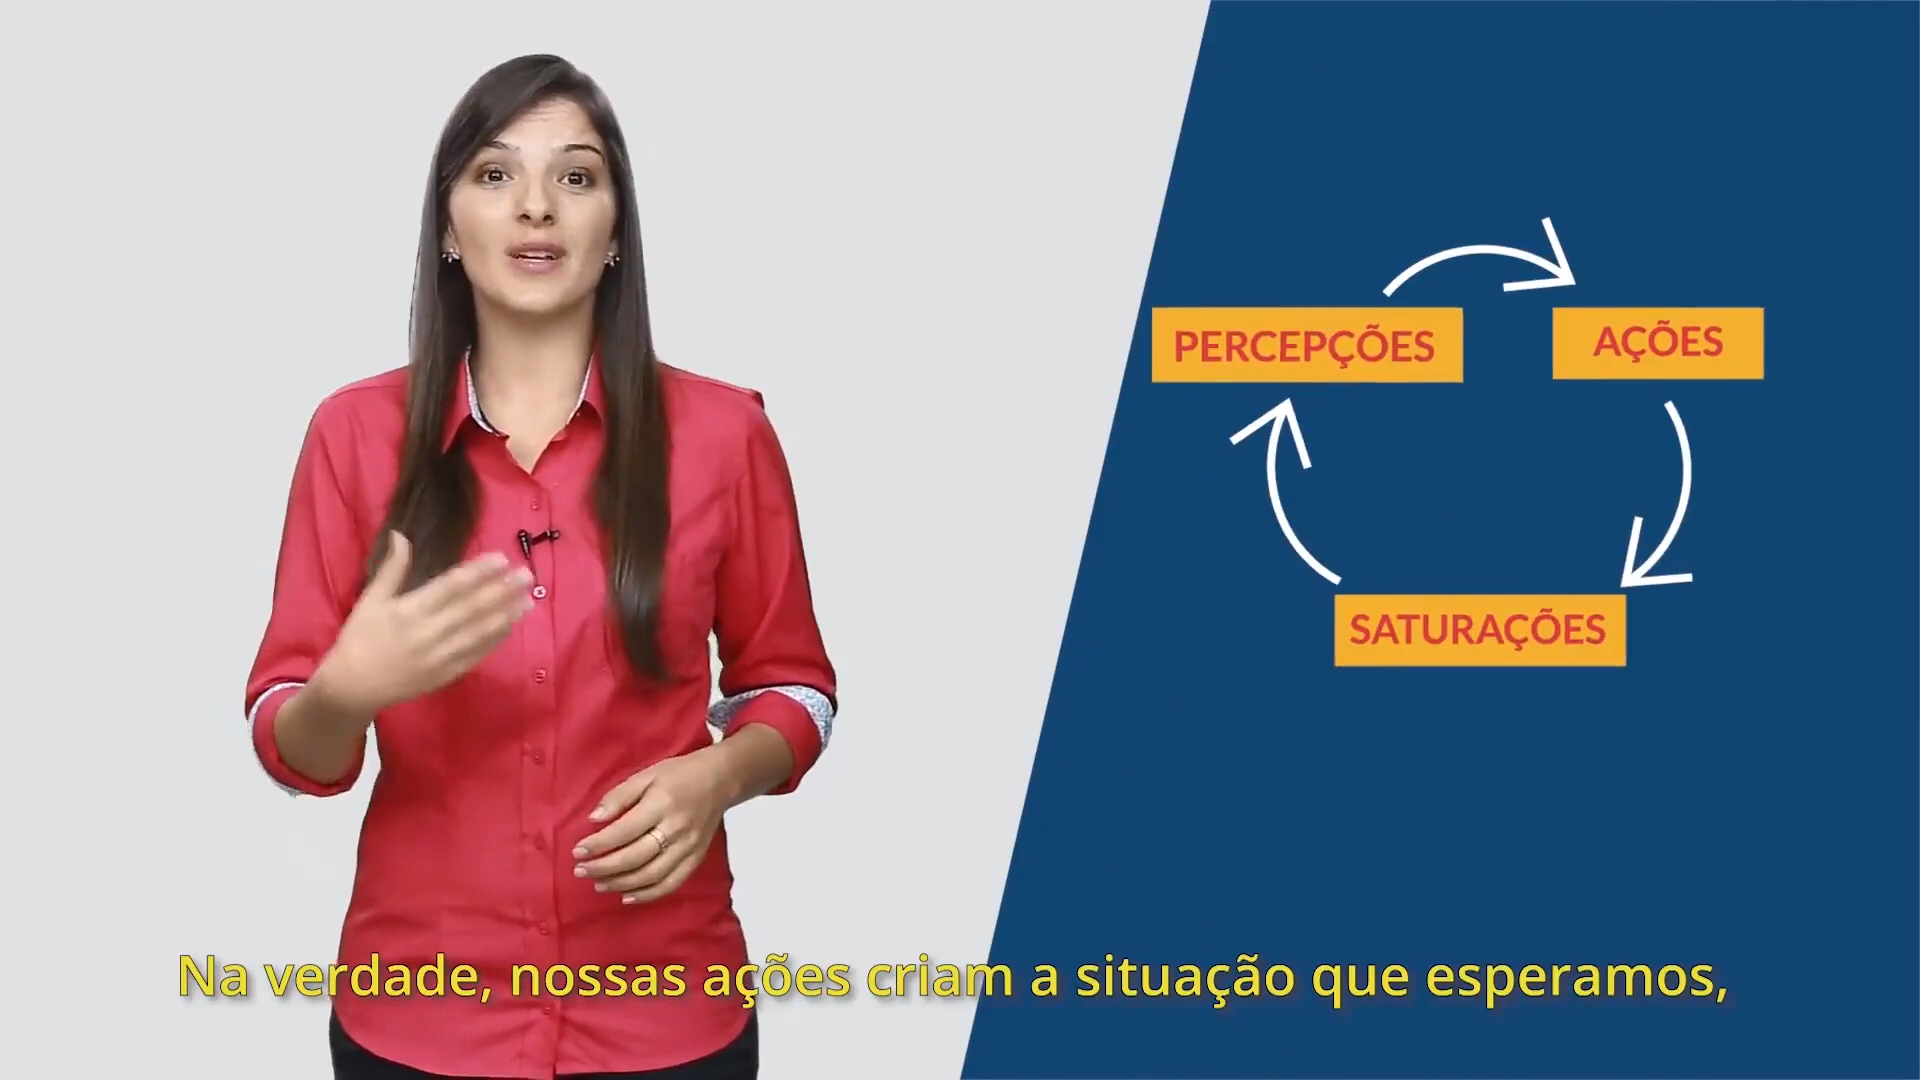 PERCEPÇÕES
AÇÕES
SATURAÇÕES
Na verdade, nossas ações criam a situação que esperamos,